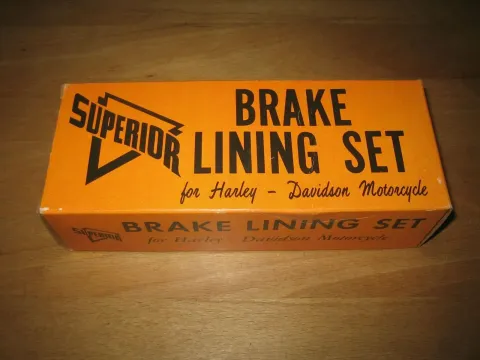 SUPERIOR
BRAKE
LINING SET
for Harley - Davidson Motorcycle
SUPERIOR
BRAKE LINING SET
for Harley - Davidson Motorcycle